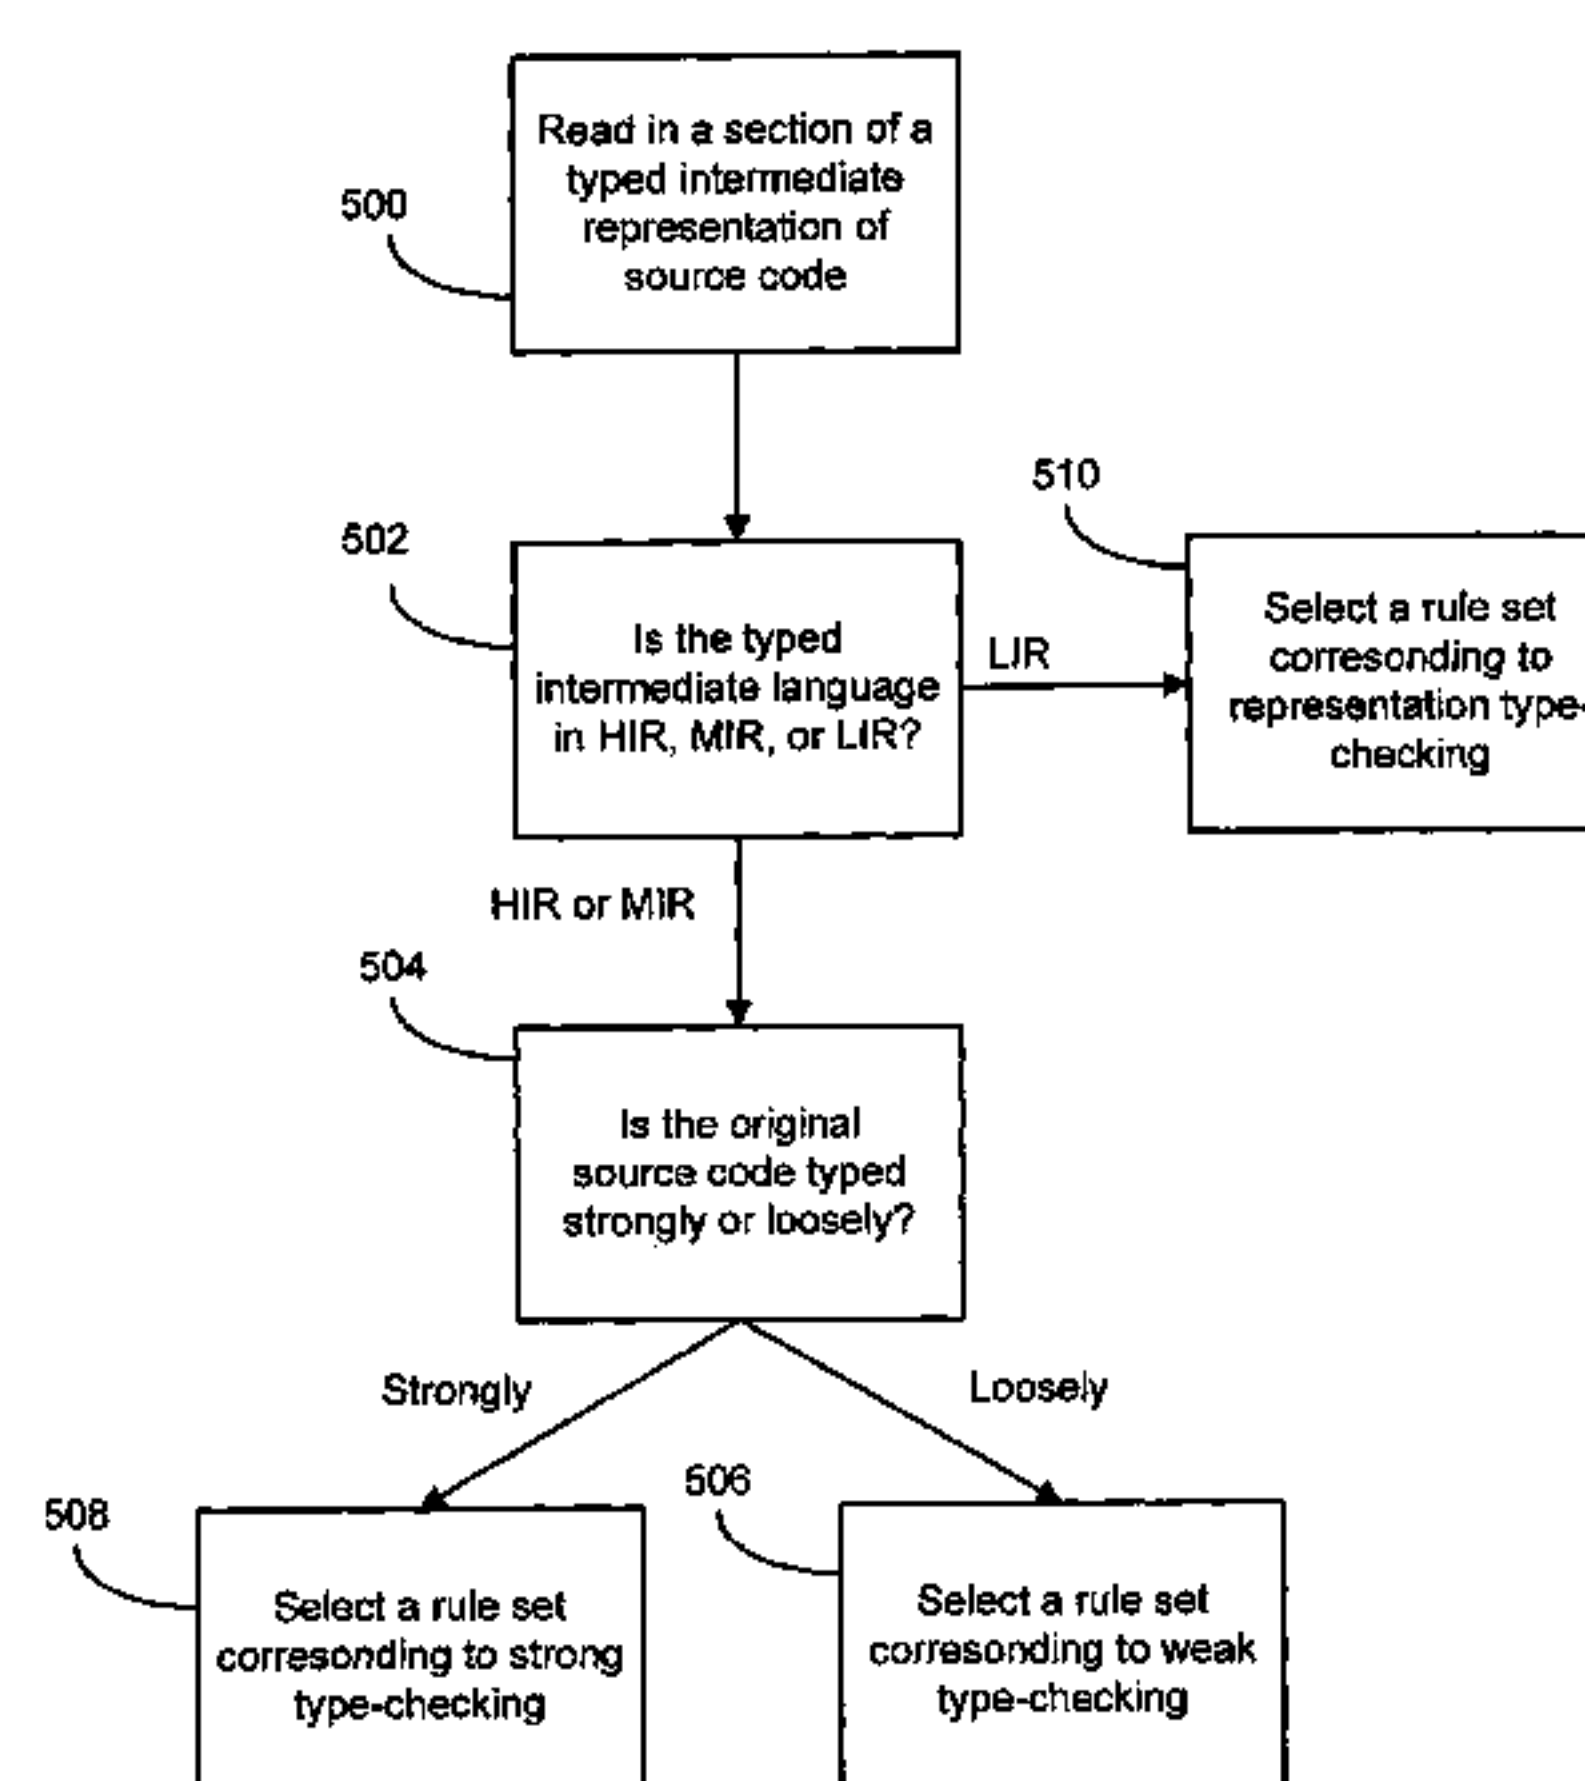 500
Read in a section of a
typed intermediate
representation of
source code
502
Is the typed
intermediate language
in HIR, MIR, or LIR?
LIR
510
Select a rule set
corresonding to
representation type-
checking
HIR or MIR
504
Is the original
source code typed
strongly or loosely?
Strongly
Loosely
508
Select a rule set
corresonding to strong
type-checking
506
Select a rule set
corresonding to weak
type-checking